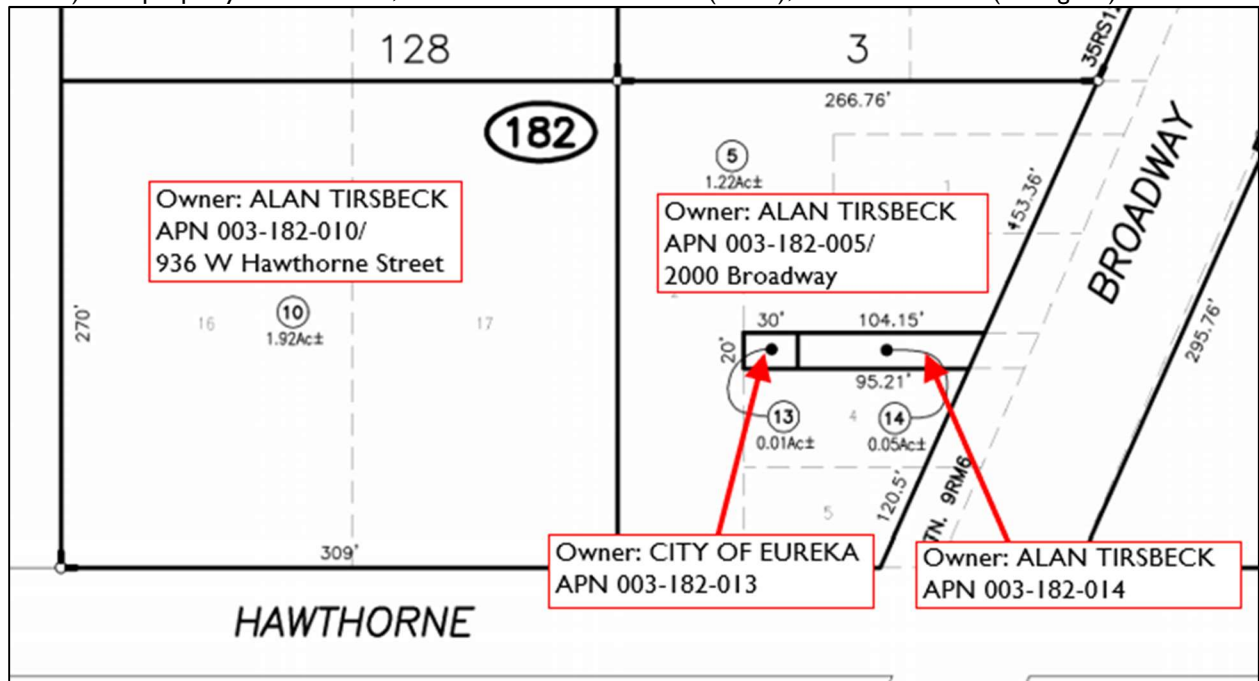 128
3
35RS12
266.76'
182
5
1.22Ac±
1
Owner: ALAN TIRSBECK
APN 003-182-010/
936 W Hawthorne Street
Owner: ALAN TIRSBECK
APN 003-182-005/
2000 Broadway
453.36'
BROADWAY
295.76'
270'
16
10
1.92Ac±
17
30'
104.15'
20'
95.21'
13
0.01Ac±
4
14
0.05Ac±
5
120.5'
TN. 9RM6
309'
Owner: CITY OF EUREKA
APN 003-182-013
Owner: ALAN TIRSBECK
APN 003-182-014
HAWTHORNE